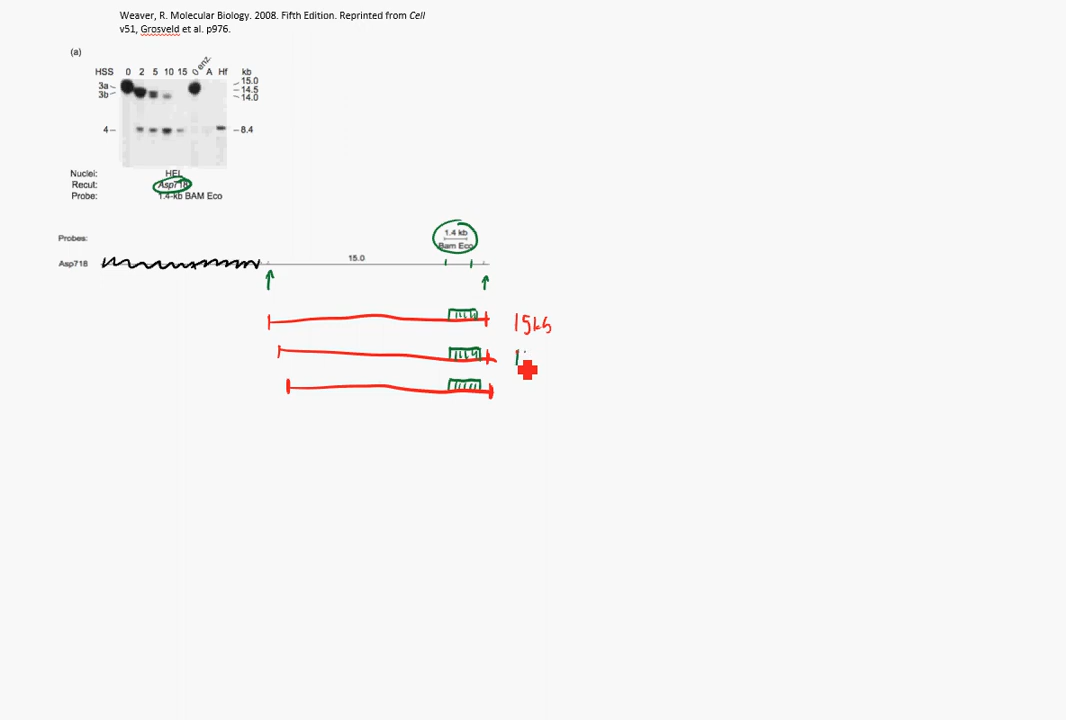 Weaver, R. Molecular Biology. 2008. Fifth Edition. Reprinted from Cell
v51, Grosveld et al. p976.
(a)
HSS 0 2 5 10 15 0 enz. A Hf kb
3a
3b
4
15.0
14.5
14.0
8.4
Nuclei: HEL
Recut: Asp718
Probe: 1.4-kb BAM Eco
Probes: 1.4 kb
Bam Eco
Asp718 15.0
15kb